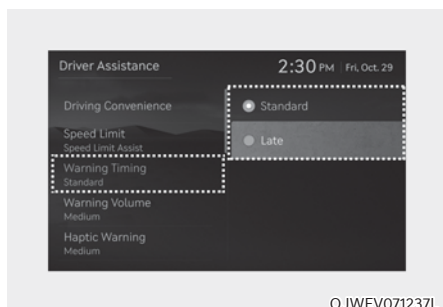 Driver Assistance
2:30 PM Fri, Oct. 29
Driving Convenience
Speed Limit
Speed Limit Assist
Warning Timing
Standard
Warning Volume
Medium
Haptic Warning
Medium
Standard
Late
OJWEV071237L